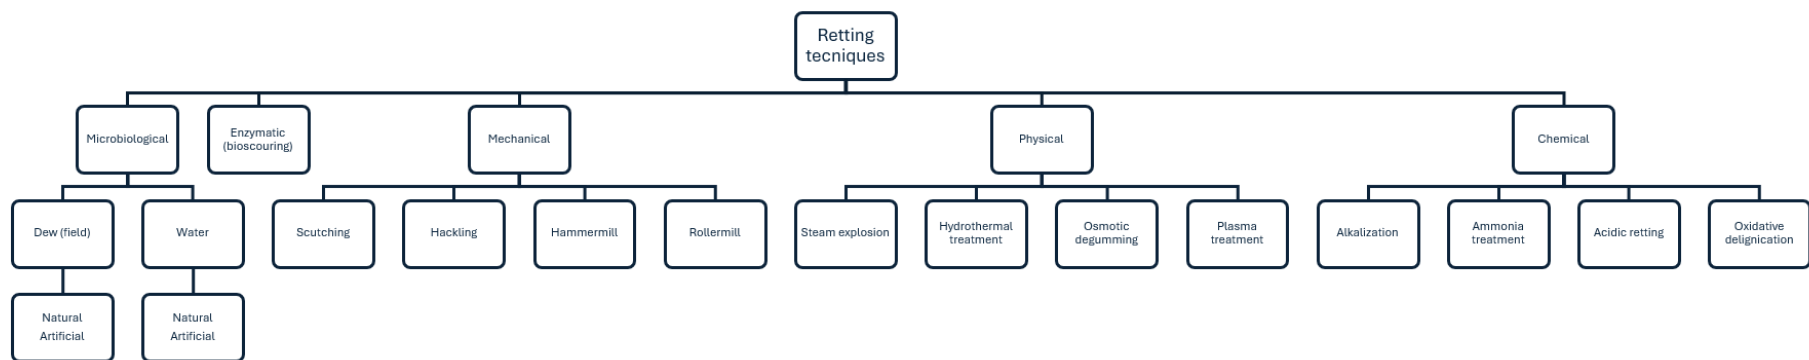 Retting
tecniques
Microbiological
Enzymatic
(bioscouring)
Mechanical
Physical
Chemical
Dew (field)
Water
Scutching
Hackling
Hammermill
Rollermill
Steam explosion
Hydrothermal
treatment
Osmotic
degumming
Plasma
treatment
Alkalization
Ammonia
treatment
Acidic retting
Oxidative
delignication
Natural
Artificial
Natural
Artificial